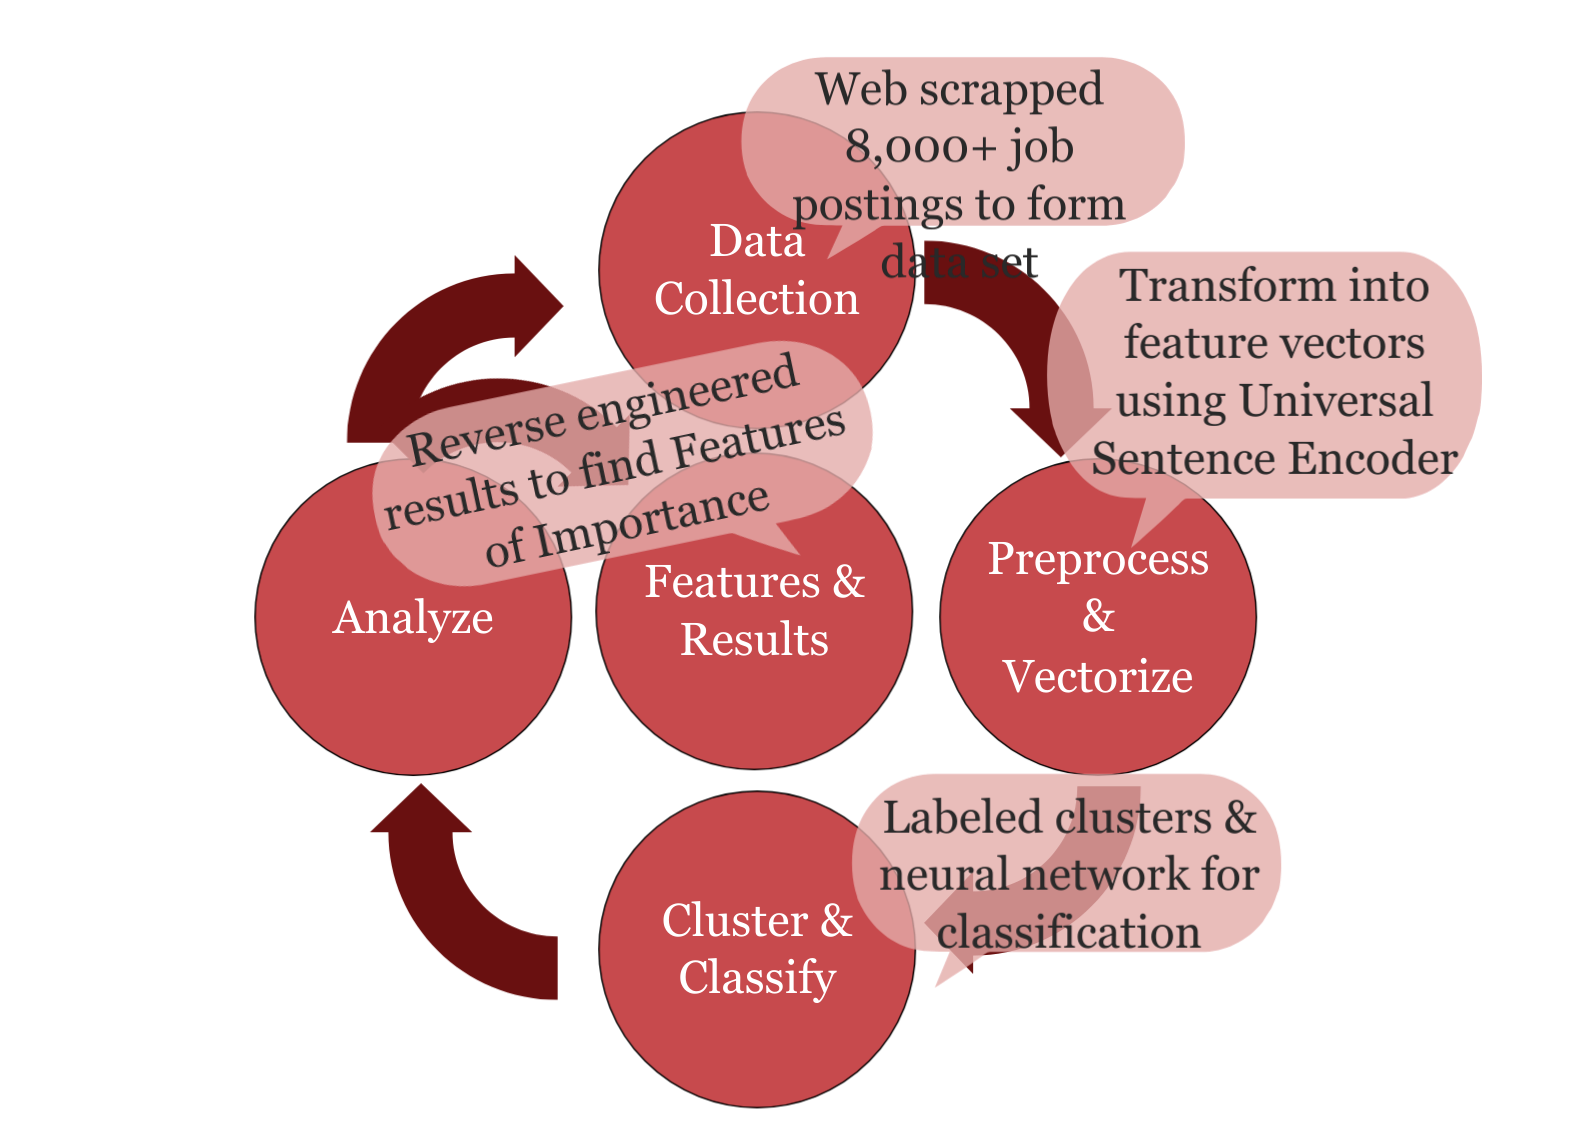 Web scrapped
8,000+ job
postings to form
data set
Data
Collection
Transform into
feature vectors
using Universal
Sentence Encoder
Reverse engineered
results to find Features
of Importance
Analyze
Features &
Results
Preprocess
&
Vectorize
Labeled clusters &
neural network for
classification
Cluster &
Classify